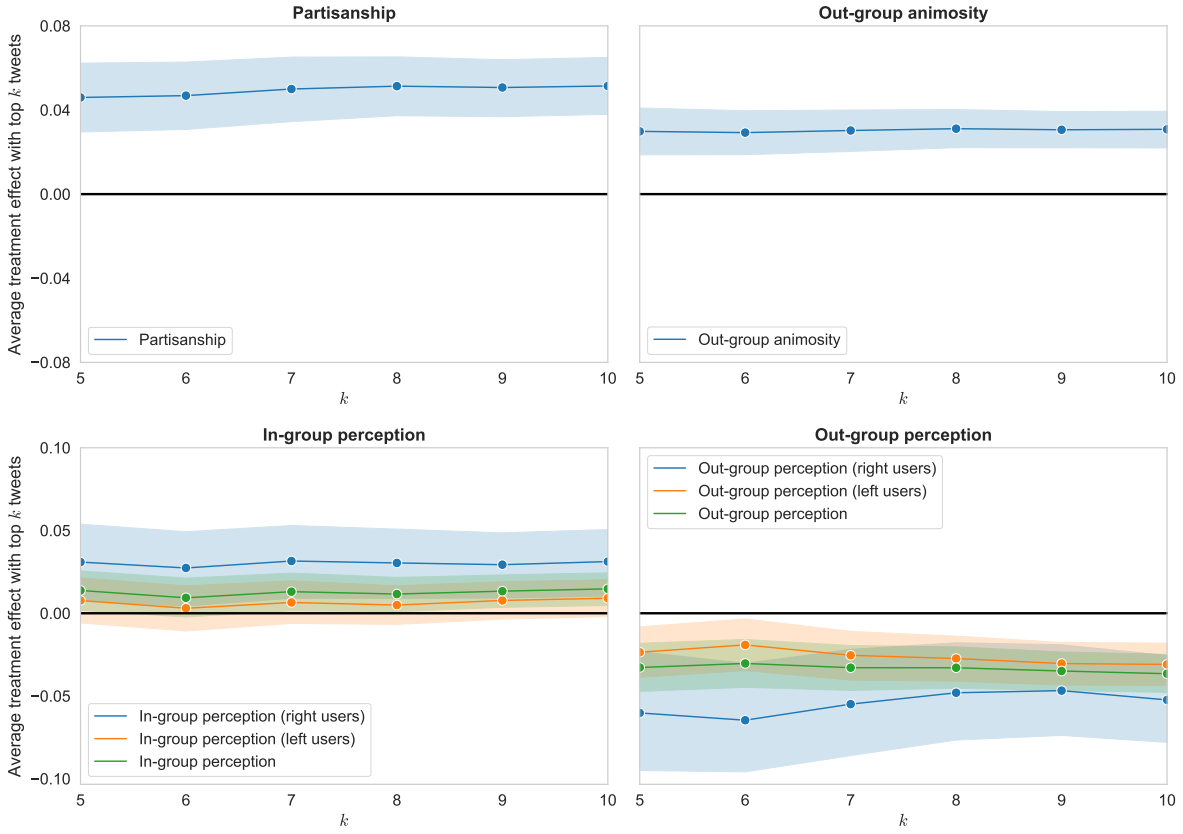 Partisanship
Out-group animosity
Average treatment effect with top k tweets
0.08
0.04
0.00
−0.04
−0.08
Partisanship
Out-group animosity
5 6 7 8 9 10
k
5 6 7 8 9 10
k
In-group perception
Out-group perception
Average treatment effect with top k tweets
0.10
0.05
0.00
−0.05
−0.10
In-group perception (right users)
In-group perception (left users)
In-group perception
Out-group perception (right users)
Out-group perception (left users)
Out-group perception
5 6 7 8 9 10
k
5 6 7 8 9 10
k